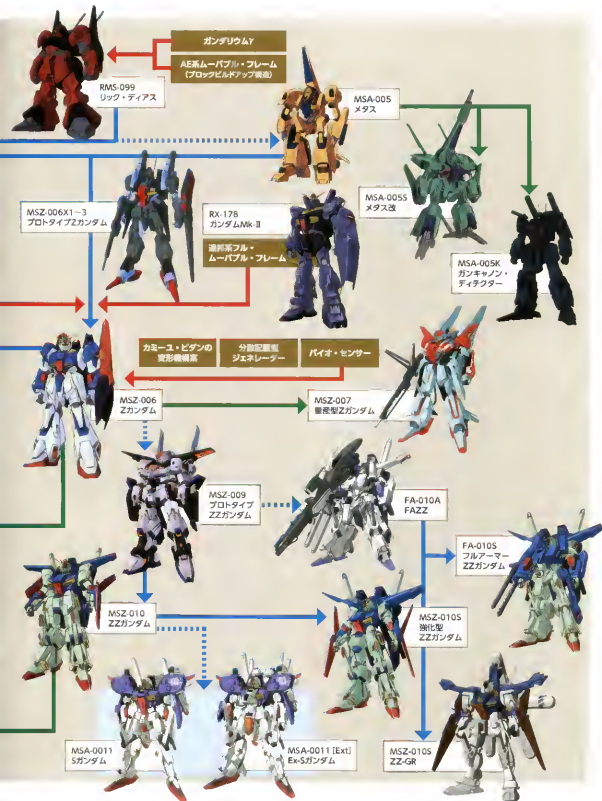 ガンダリウムγ
AE系ムーバブル・フレーム
(ブロックビルドアップ構造)
RMS-099
リック・ディアス
MSA-005
メタス
MSA-005S
メタス改
MSA-005K
ガンキャノン・
ディテクター
MSZ-006X1~3
プロトタイプZガンダム
RX-178
ガンダムMk-Ⅱ
連邦系フル・
ムーバブル・フレーム
カミーユ・ビダンの
変形機構案
分散配置型
ジェネレーター
バイオ・センサー
MSZ-006
Zガンダム
MSZ-007
量産型Zガンダム
MSZ-009
プロトタイプ
ZZガンダム
FA-010A
FAZZ
FA-010S
フルアーマー
ZZガンダム
MSZ-010
ZZガンダム
MSZ-010S
強化型
ZZガンダム
MSA-0011
Sガンダム
MSA-0011 [Ext]
Ex-Sガンダム
MSZ-010S
ZZ-GR